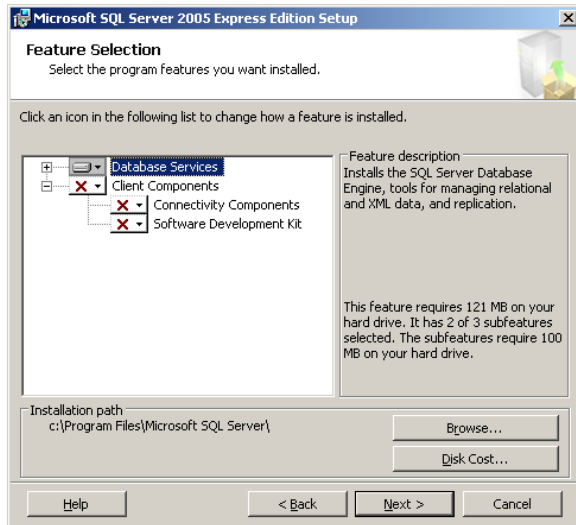 Microsoft SQL Server 2005 Express Edition Setup
Feature Selection
Select the program features you want installed.
Click an icon in the following list to change how a feature is installed.
Database Services
Client Components
Connectivity Components
Software Development Kit
Feature description
Installs the SQL Server Database
Engine, tools for managing relational
and XML data, and replication.
This feature requires 121 MB on your
hard drive. It has 2 of 3 subfeatures
selected. The subfeatures require 100
MB on your hard drive.
Installation path
c:\Program Files\Microsoft SQL Server\
Browse...
Disk Cost...
Help
< Back
Next >
Cancel